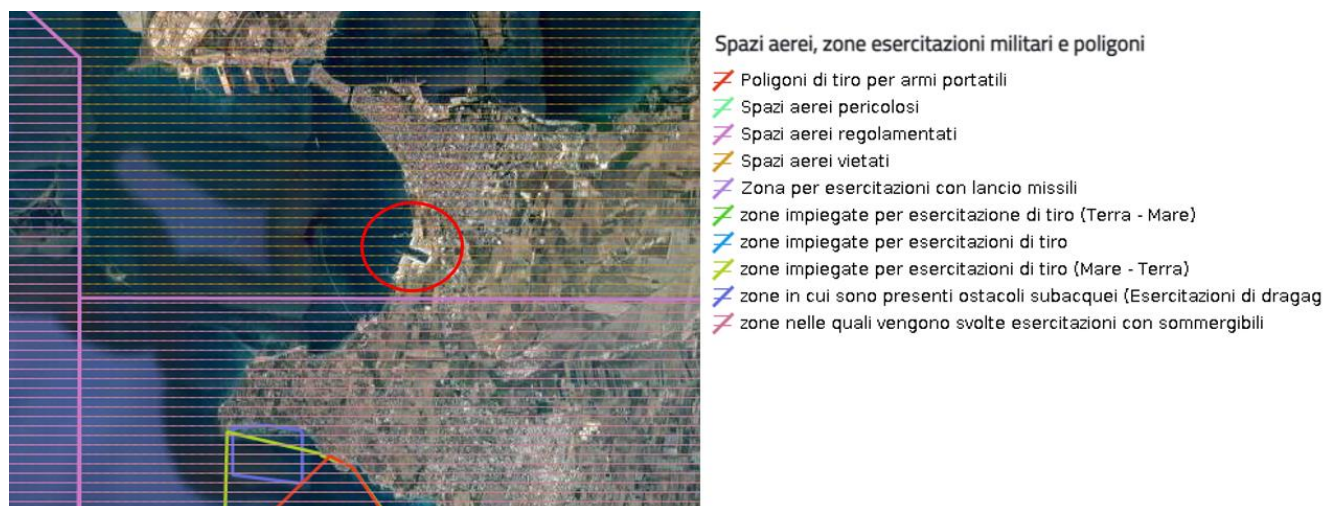 Spazi aerei, zone esercitazioni militari e poligoni
Poligoni di tiro per armi portatili
Spazi aerei pericolosi
Spazi aerei regolamentati
Spazi aerei vietati
Zona per esercitazioni con lancio missili
zone impiegate per esercitazione di tiro (Terra - Mare)
zone impiegate per esercitazioni di tiro
zone impiegate per esercitazioni di tiro (Mare - Terra)
zone in cui sono presenti ostacoli subacquei (Esercitazioni di dragag
zone nelle quali vengono svolte esercitazioni con sommergibili